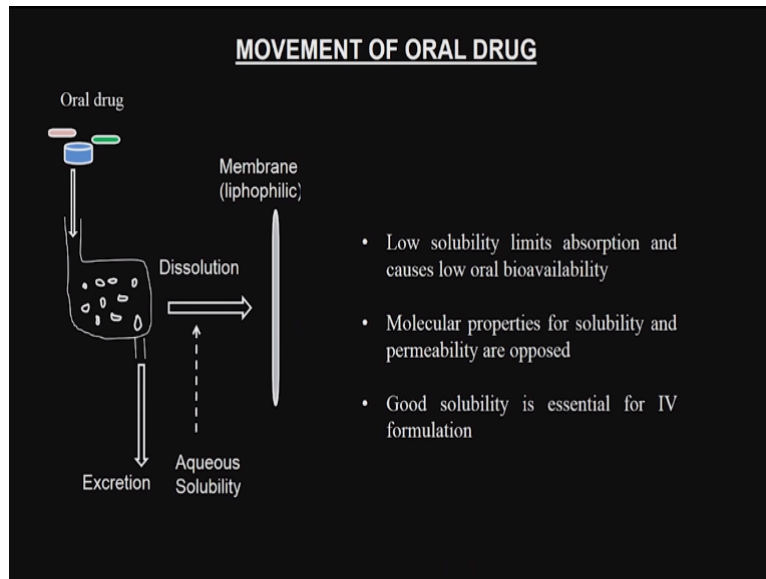 MOVEMENT OF ORAL DRUG
Oral drug
Membrane
(liphophilic)
Dissolution
Excretion
Aqueous
Solubility
• Low solubility limits absorption and
causes low oral bioavailability
• Molecular properties for solubility and
permeability are opposed
• Good solubility is essential for IV
formulation